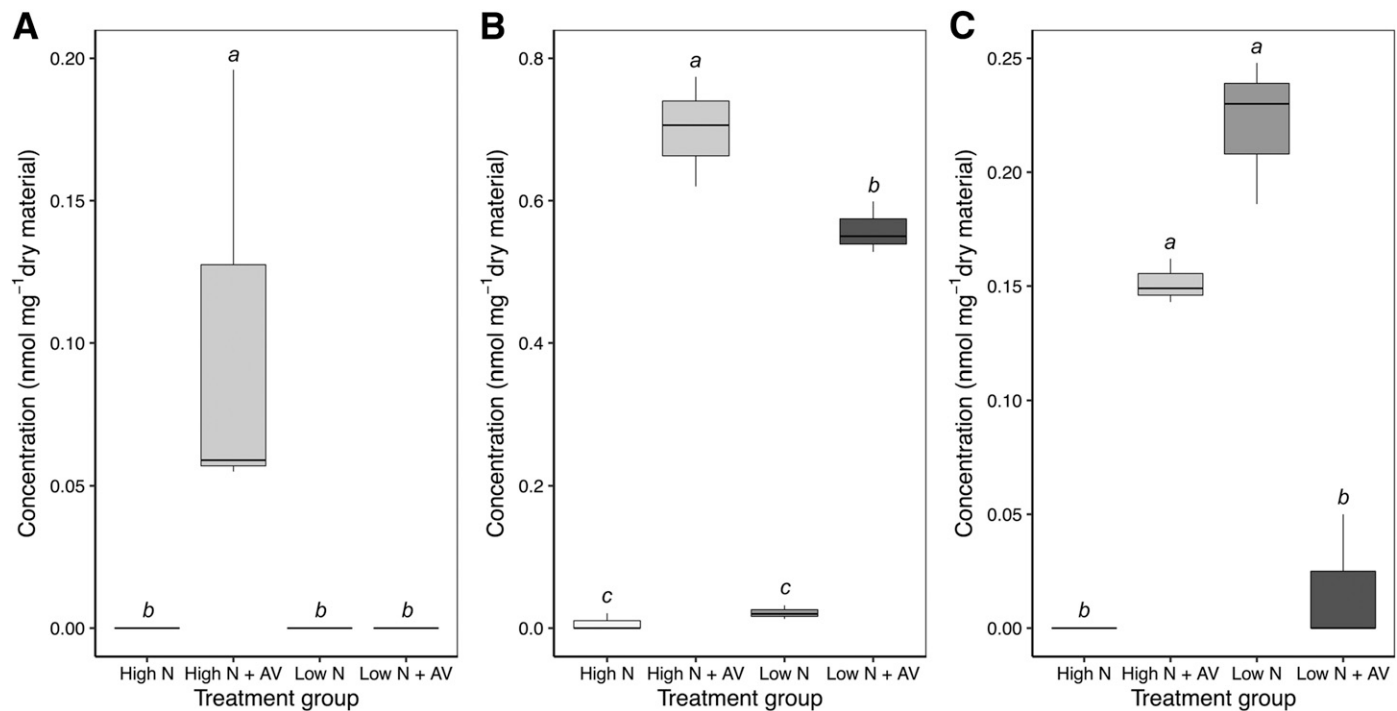 A
Concentration (nmol mg⁻¹dry material)
0.20
0.15
0.10
0.05
0.00
a
b
b
b
High N
High N + AV
Low N
Low N + AV
Treatment group
B
Concentration (nmol mg⁻¹dry material)
0.8
0.6
0.4
0.2
0.0
a
b
c
c
High N
High N + AV
Low N
Low N + AV
Treatment group
C
Concentration (nmol mg⁻¹dry material)
0.25
0.20
0.15
0.10
0.05
0.00
a
a
b
b
High N
High N + AV
Low N
Low N + AV
Treatment group